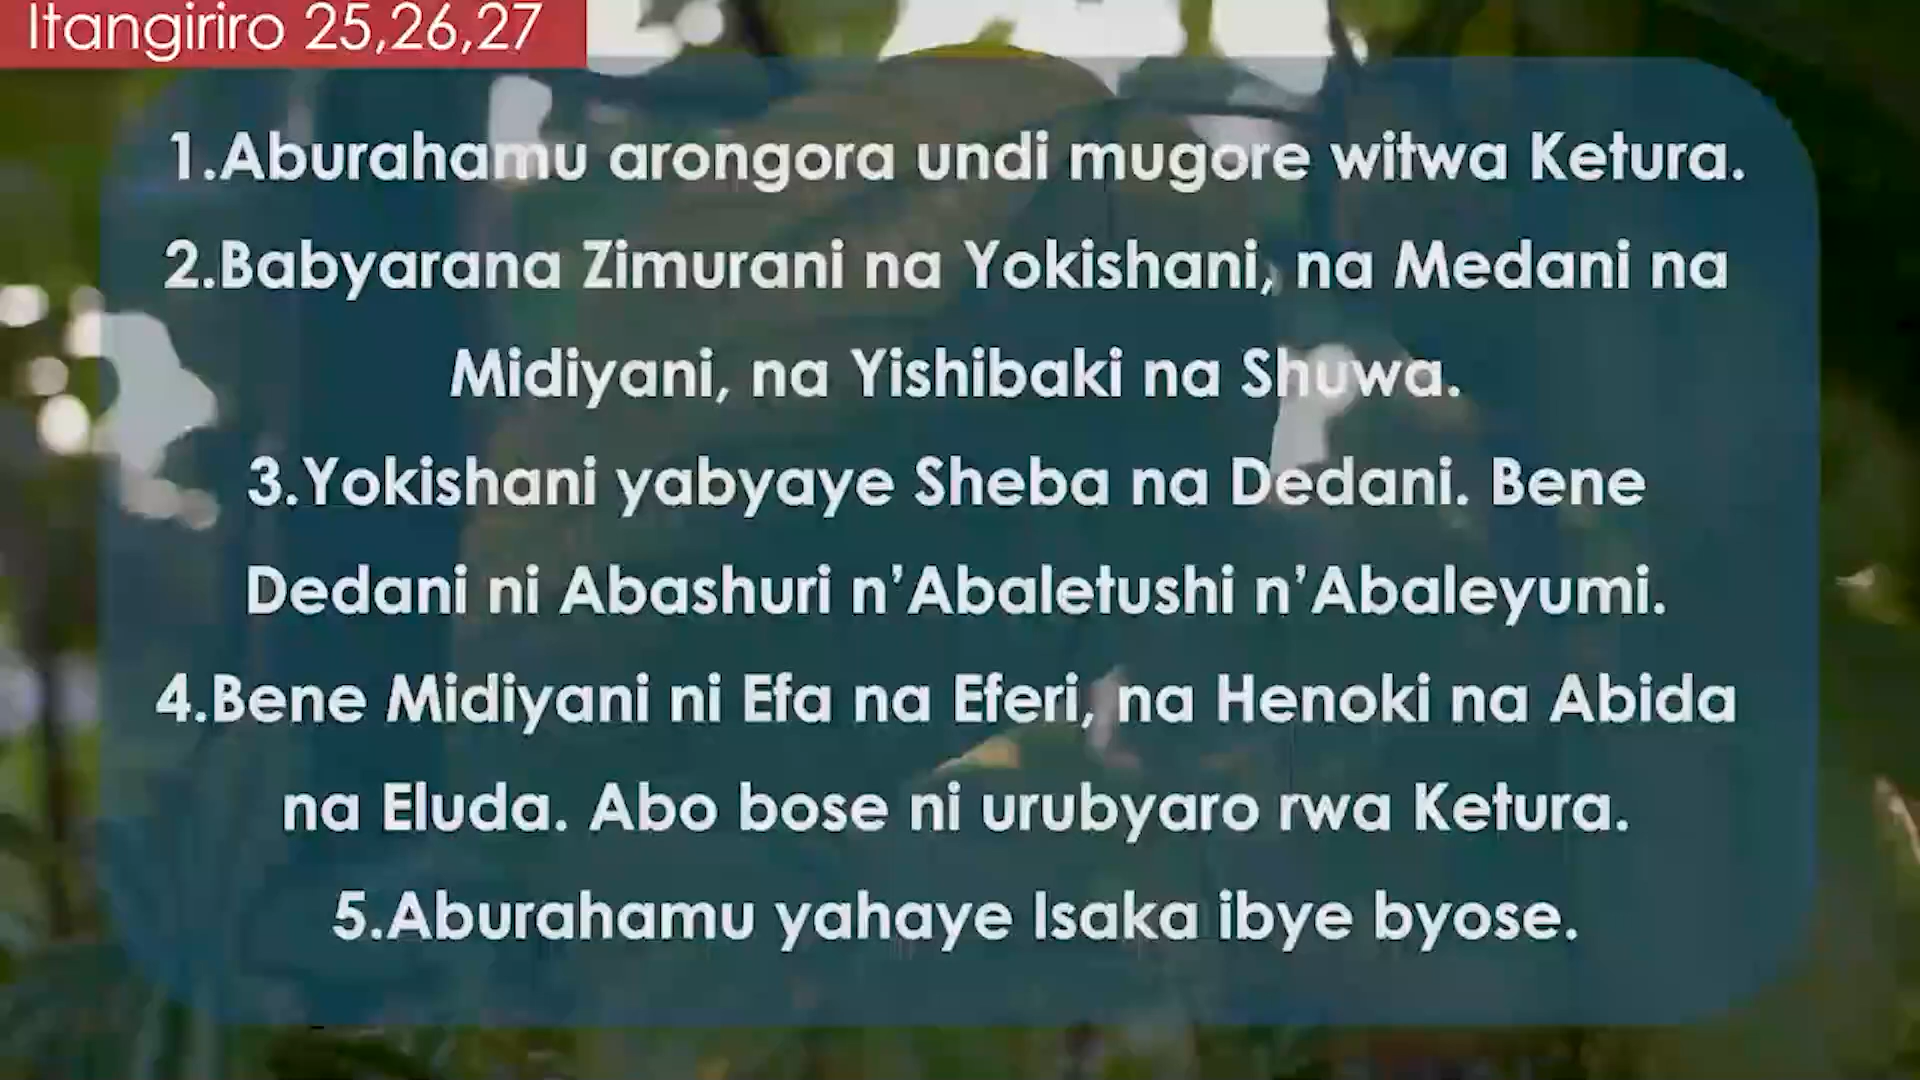 Itangiriro 25,26,27
1.Aburahamu arongora undi mugore witwa Ketura.
2.Babyarana Zimurani na Yokishani, na Medani na
Midiyani, na Yishibaki na Shuwa.
3.Yokishani yabyaye Sheba na Dedani. Bene
Dedani ni Abashuri n’Abaletushi n’Abaleyumi.
4.Bene Midiyani ni Efa na Eferi, na Henoki na Abida
na Eluda. Abo bose ni urubyaro rwa Ketura.
5.Aburahamu yahaye Isaka ibye byose.